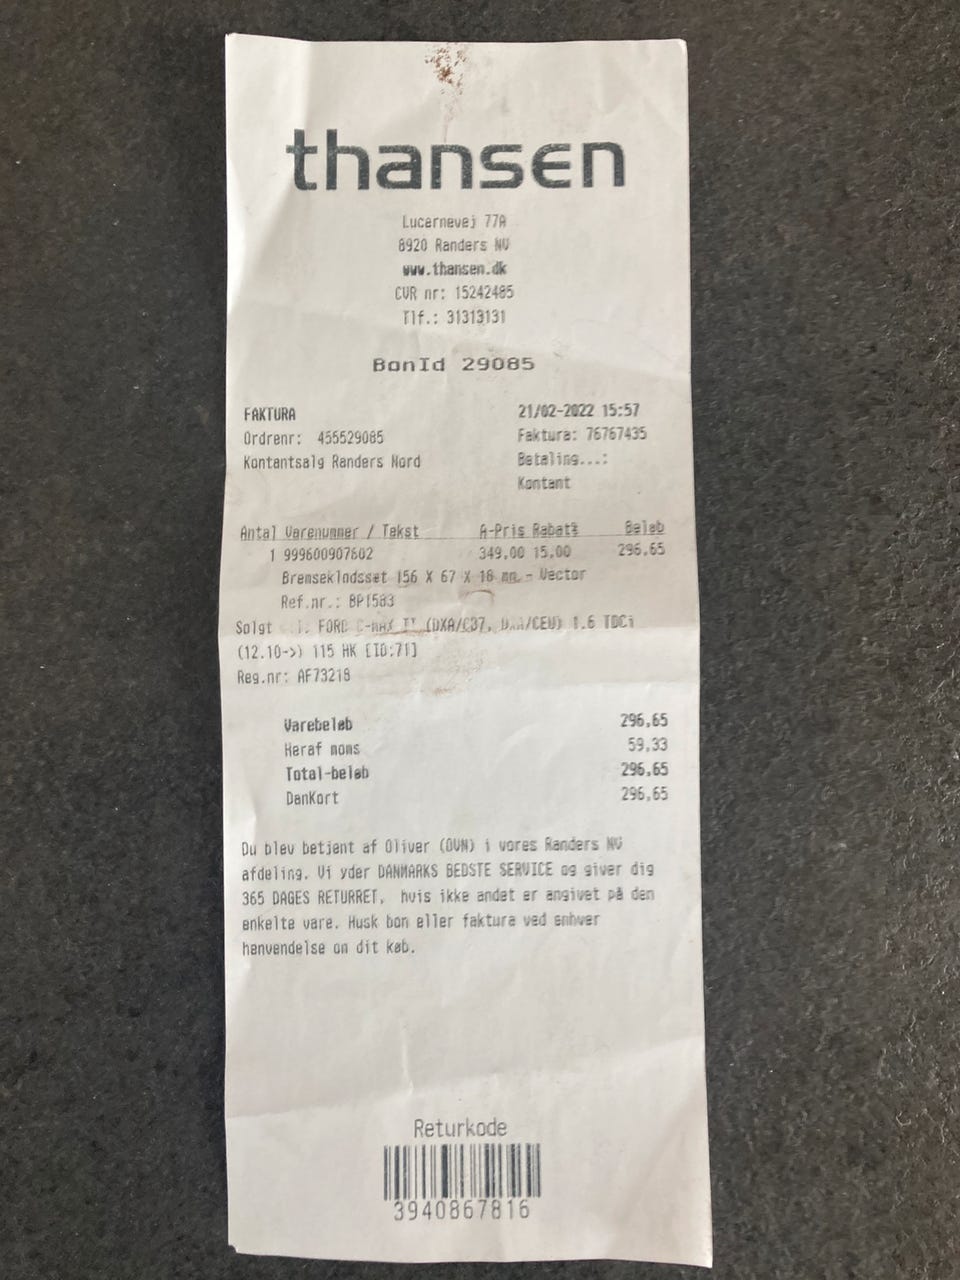 thansen
Lucernevej 77A
8920 Randers NV
www.thansen.dk
CVR nr: 15242485
Tlf.: 31313131
BonId 29085
FAKTURA 21/02-2022 15:57
Ordrenr: 455529085 Faktura: 76767435
Kontantsalg Randers Nord Betaling...:
Kontant
Antal Varenummer / Tekst A-Pris Rabat% Beløb
1 999600907602 349,00 15,00 296,65
Bremseklodssæt 156 X 67 X 18 mm. - Vector
Ref.nr.: BP1583
Solgt FORD C-MAX II (DXA/C37, DXA/CEU) 1.6 TDCi
(12.10->) 115 HK [ID:71]
Reg.nr: AF73218
Varebeløb 296,65
Heraf moms 59,33
Total-beløb 296,65
DanKort 296,65
Du blev betjent af Oliver (OVN) i vores Randers NV
afdeling. Vi yder DANMARKS BEDSTE SERVICE og giver dig
365 DAGES RETURRET, hvis ikke andet er angivet på den
enkelte vare. Husk bon eller faktura ved enhver
henvendelse om dit køb.
Returkode
3940867816